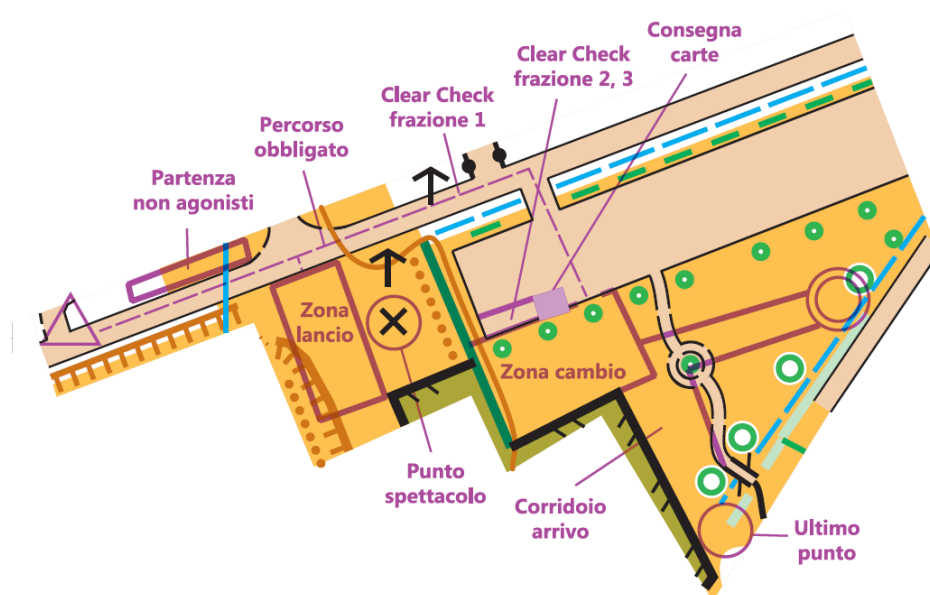 Consegna
carte
Clear Check
frazione 2, 3
Clear Check
frazione 1
Percorso
obbligato
Partenza
non agonisti
Zona
lancio
Zona cambio
Punto
spettacolo
Corridoio
arrivo
Ultimo
punto